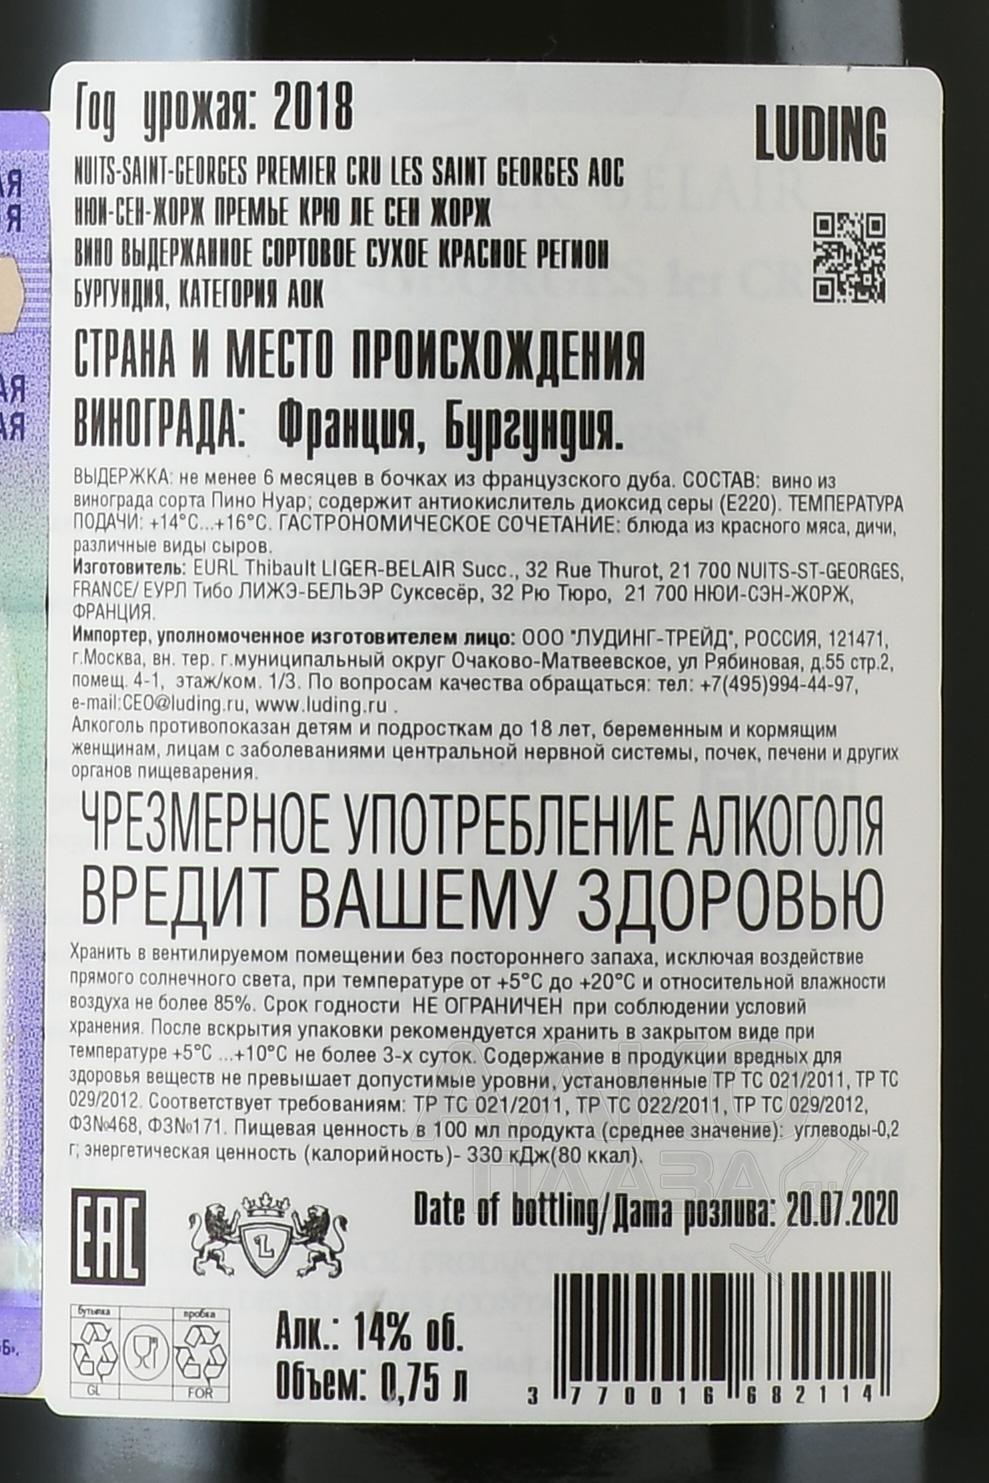 Год урожая: 2018
LUDING
NUITS-SAINT-GEORGES PREMIER CRU LES SAINT GEORGES AOC
НЮИ-СЕН-ЖОРЖ ПРЕМЬЕ КРЮ ЛЕ СЕН ЖОРЖ
ВИНО ВЫДЕРЖАННОЕ СОРТОВОЕ СУХОЕ КРАСНОЕ РЕГИОН
БУРГУНДИЯ, КАТЕГОРИЯ АОК
СТРАНА И МЕСТО ПРОИСХОЖДЕНИЯ
ВИНОГРАДА: Франция, Бургундия.
ВЫДЕРЖКА: не менее 6 месяцев в бочках из французского дуба. СОСТАВ: вино из
винограда сорта Пино Нуар; содержит антиокислитель диоксид серы (Е220). ТЕМПЕРАТУРА
ПОДАЧИ: +14°С...+16°С. ГАСТРОНОМИЧЕСКОЕ СОЧЕТАНИЕ: блюда из красного мяса, дичи,
различные виды сыров.
Изготовитель: EURL Thibault LIGER-BELAIR Succ., 32 Rue Thurot, 21 700 NUITS-ST-GEORGES,
FRANCE/ ЕУРЛ Тибо ЛИЖЭ-БЕЛЬЭР Суксесёр, 32 Рю Тюро, 21 700 НЮИ-СЭН-ЖОРЖ,
ФРАНЦИЯ.
Импортер, уполномоченное изготовителем лицо: ООО "ЛУДИНГ-ТРЕЙД", РОССИЯ, 121471,
г.Москва, вн. тер. г.муниципальный округ Очаково-Матвеевское, ул Рябиновая, д.55 стр.2,
помещ. 4-1, этаж/ком. 1/3. По вопросам качества обращаться: тел: +7(495)994-44-97,
e-mail:CEO@luding.ru, www.luding.ru .
Алкоголь противопоказан детям и подросткам до 18 лет, беременным и кормящим
женщинам, лицам с заболеваниями центральной нервной системы, почек, печени и других
органов пищеварения.
ЧРЕЗМЕРНОЕ УПОТРЕБЛЕНИЕ АЛКОГОЛЯ
ВРЕДИТ ВАШЕМУ ЗДОРОВЬЮ
Хранить в вентилируемом помещении без постороннего запаха, исключая воздействие
прямого солнечного света, при температуре от +5°С до +20°С и относительной влажности
воздуха не более 85%. Срок годности НЕ ОГРАНИЧЕН при соблюдении условий
хранения. После вскрытия упаковки рекомендуется хранить в закрытом виде при
температуре +5°С ...+10°С не более 3-х суток. Содержание в продукции вредных для
здоровья веществ не превышает допустимые уровни, установленные ТР ТС 021/2011, ТР ТС
029/2012. Соответствует требованиям: ТР ТС 021/2011, ТР ТС 022/2011, ТР ТС 029/2012,
ФЗ№468, ФЗ№171. Пищевая ценность в 100 мл продукта (среднее значение): углеводы-0,2
г; энергетическая ценность (калорийность)- 330 кДж(80 ккал).
EAC
L
Date of bottling/Дата розлива: 20.07.2020
бутылка пробка
GL FOR
Алк.: 14% об.
Объем: 0,75 л
3 770016 682114
АЛКО
ПЛАЗА
.ru